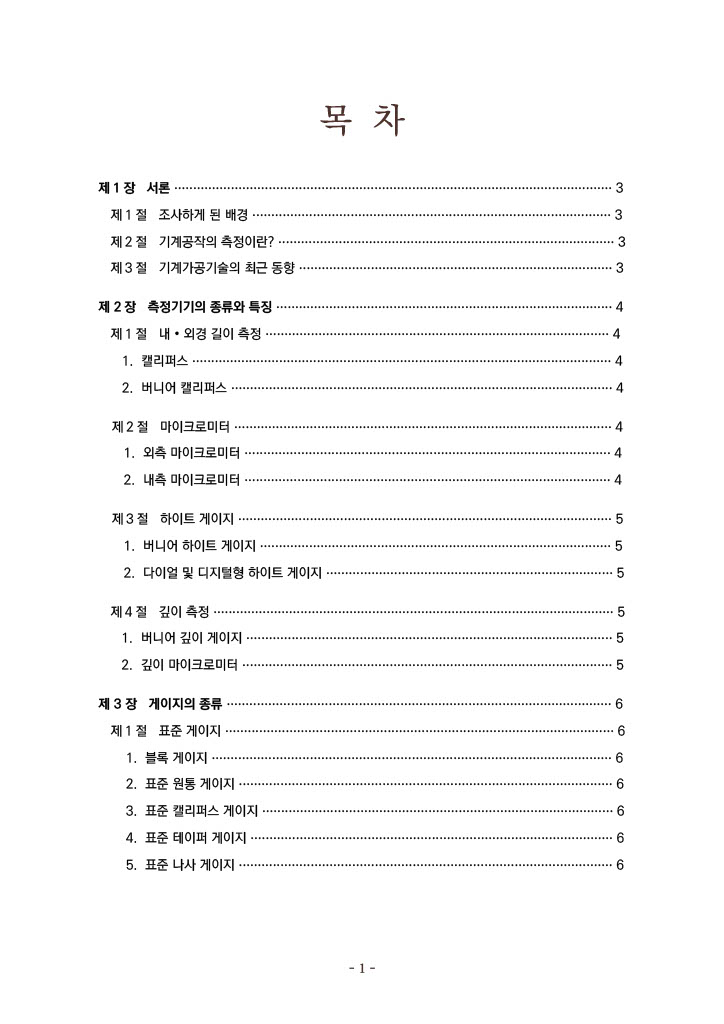 목 차
제 1 장 서론 ········································ 3
제 1 절 조사하게 된 배경 ········································ 3
제 2 절 기계공작의 측정이란? ········································ 3
제 3 절 기계가공기술의 최근 동향 ········································ 3
제 2 장 측정기기의 종류와 특징 ········································ 4
제 1 절 내•외경 길이 측정 ········································ 4
1. 캘리퍼스 ········································ 4
2. 버니어 캘리퍼스 ········································ 4
제 2 절 마이크로미터 ········································ 4
1. 외측 마이크로미터 ········································ 4
2. 내측 마이크로미터 ········································ 4
제 3 절 하이트 게이지 ········································ 5
1. 버니어 하이트 게이지 ········································ 5
2. 다이얼 및 디지털형 하이트 게이지 ········································ 5
제 4 절 깊이 측정 ········································ 5
1. 버니어 깊이 게이지 ········································ 5
2. 깊이 마이크로미터 ········································ 5
제 3 장 게이지의 종류 ········································ 6
제 1 절 표준 게이지 ········································ 6
1. 블록 게이지 ········································ 6
2. 표준 원통 게이지 ········································ 6
3. 표준 캘리퍼스 게이지 ········································ 6
4. 표준 테이퍼 게이지 ········································ 6
5. 표준 나사 게이지 ········································ 6
- 1 -